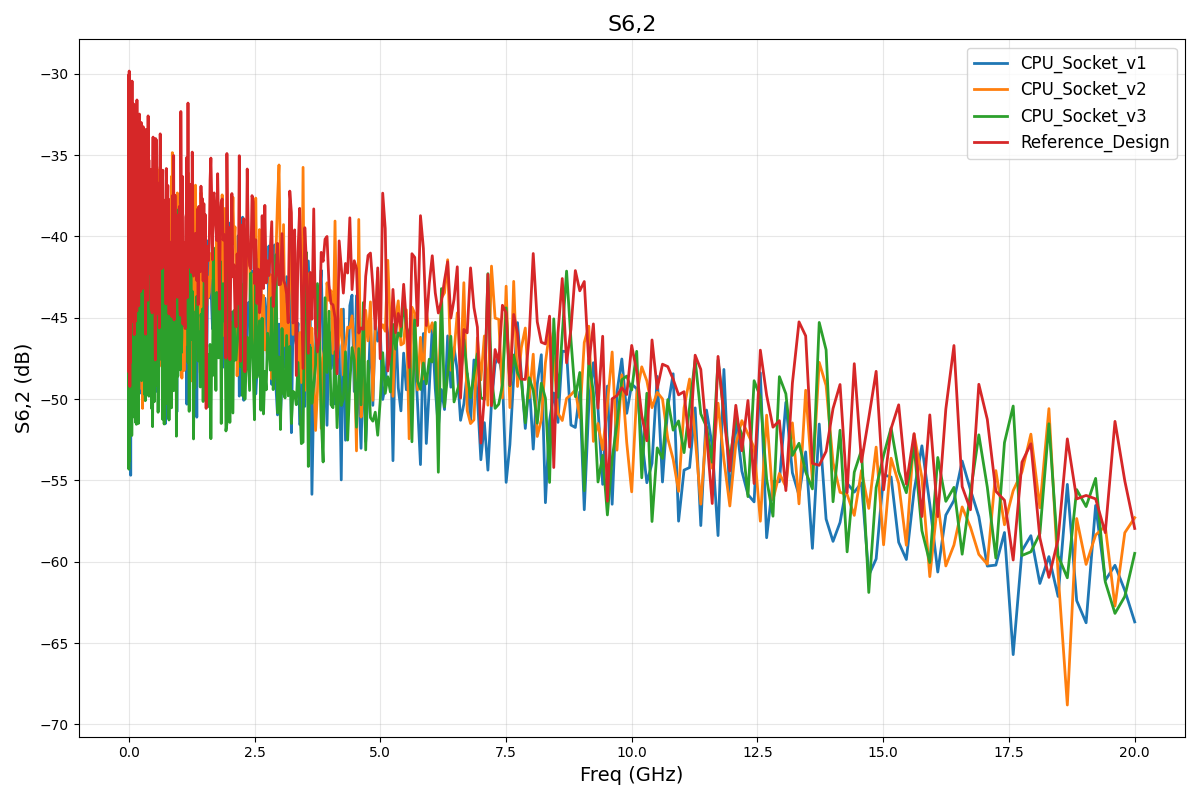 S6,2
CPU_Socket_v1
CPU_Socket_v2
CPU_Socket_v3
Reference_Design
S6,2 (dB)
−30
−35
−40
−45
−50
−55
−60
−65
−70
0.0 2.5 5.0 7.5 10.0 12.5 15.0 17.5 20.0
Freq (GHz)